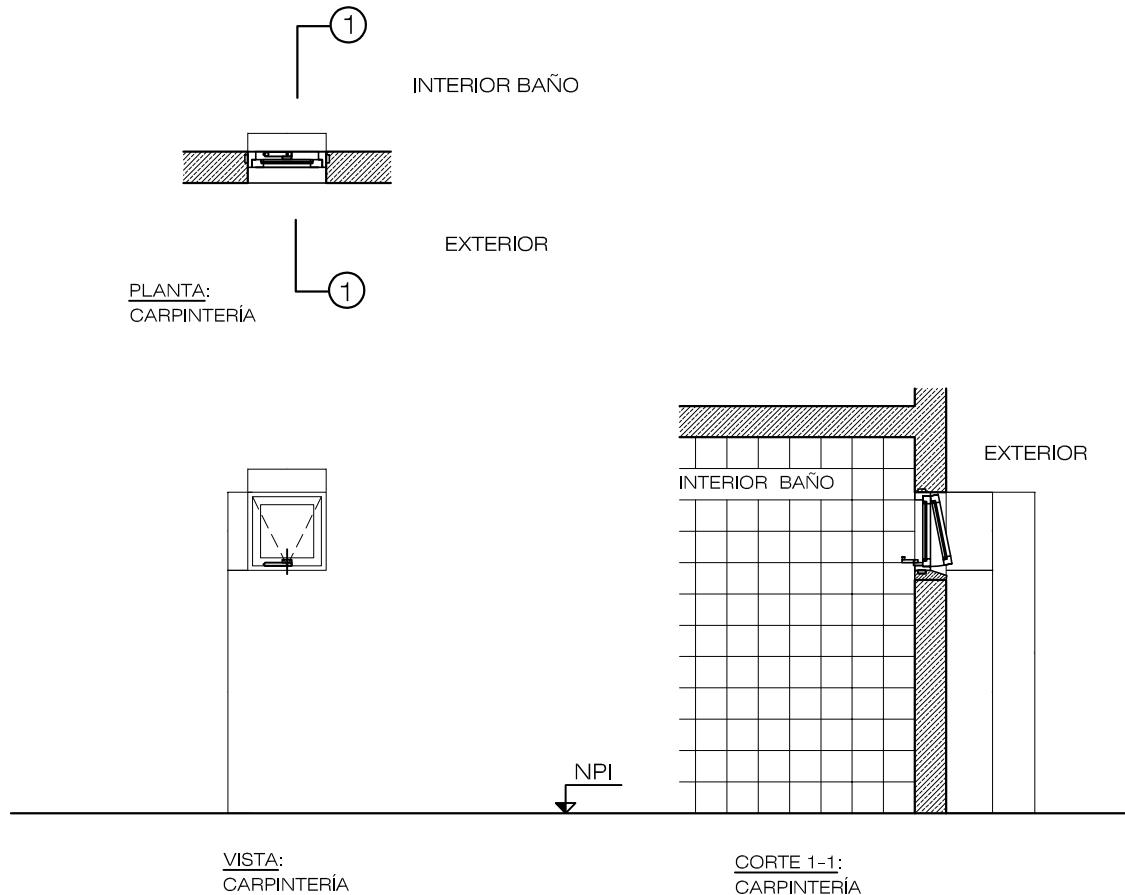 1
INTERIOR BAÑO
EXTERIOR
1
PLANTA:
CARPINTERÍA
EXTERIOR
INTERIOR BAÑO
NPI
VISTA:
CARPINTERÍA
CORTE 1-1:
CARPINTERÍA